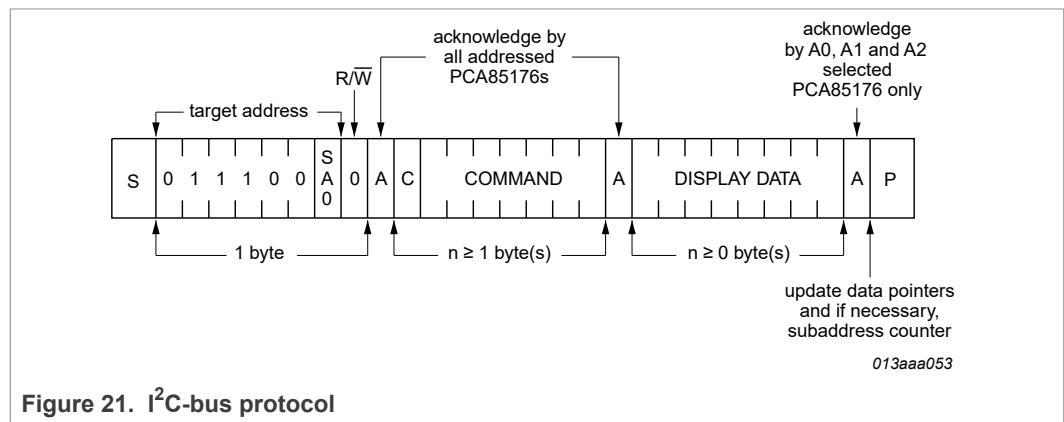 acknowledge by
all addressed
PCA85176s
acknowledge
by A0, A1 and A2
selected
PCA85176 only
R/W̅
target address
S 0 1 1 1 0 0 SA0 0 A C COMMAND A DISPLAY DATA A P
1 byte
n ≥ 1 byte(s)
n ≥ 0 byte(s)
update data pointers
and if necessary,
subaddress counter
013aaa053
Figure 21. I²C-bus protocol